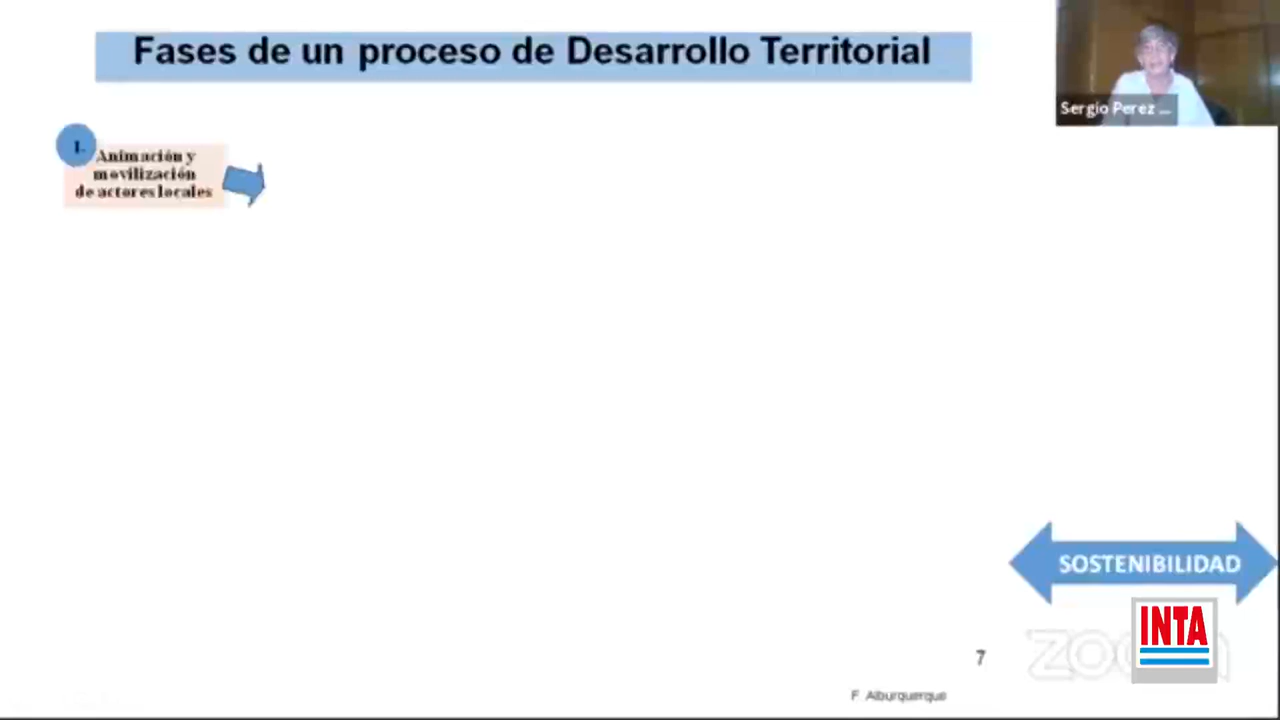 Fases de un proceso de Desarrollo Territorial
Sergio Perez ...
1.
Animación y
movilización
de actores locales
SOSTENIBILIDAD
INTA
zoom
7
F. Alburquerque